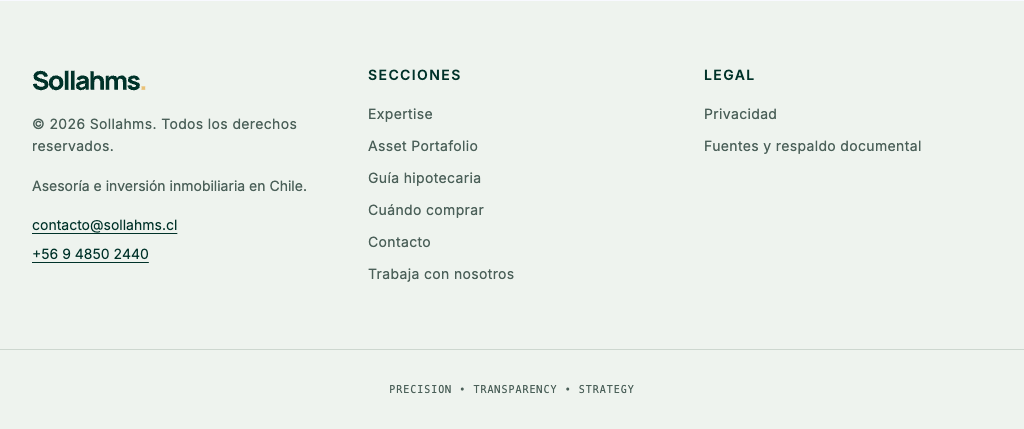 Sollahms.
© 2026 Sollahms. Todos los derechos
reservados.
Asesoría e inversión inmobiliaria en Chile.
contacto@sollahms.cl
+56 9 4850 2440
SECCIONES
Expertise
Asset Portafolio
Guía hipotecaria
Cuándo comprar
Contacto
Trabaja con nosotros
LEGAL
Privacidad
Fuentes y respaldo documental
PRECISION • TRANSPARENCY • STRATEGY